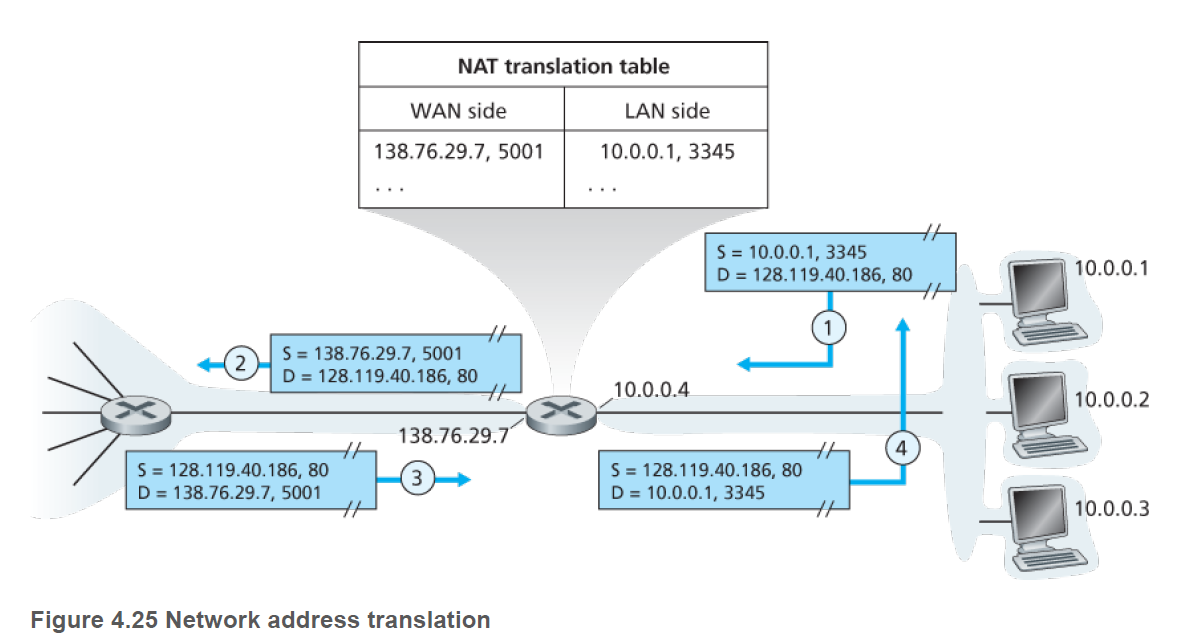 NAT translation table
WAN side
LAN side
138.76.29.7, 5001
10.0.0.1, 3345
. . .
. . .
S = 10.0.0.1, 3345
D = 128.119.40.186, 80
10.0.0.1
1
2
S = 138.76.29.7, 5001
D = 128.119.40.186, 80
10.0.0.4
10.0.0.2
138.76.29.7
4
S = 128.119.40.186, 80
D = 138.76.29.7, 5001
3
S = 128.119.40.186, 80
D = 10.0.0.1, 3345
10.0.0.3
Figure 4.25 Network address translation